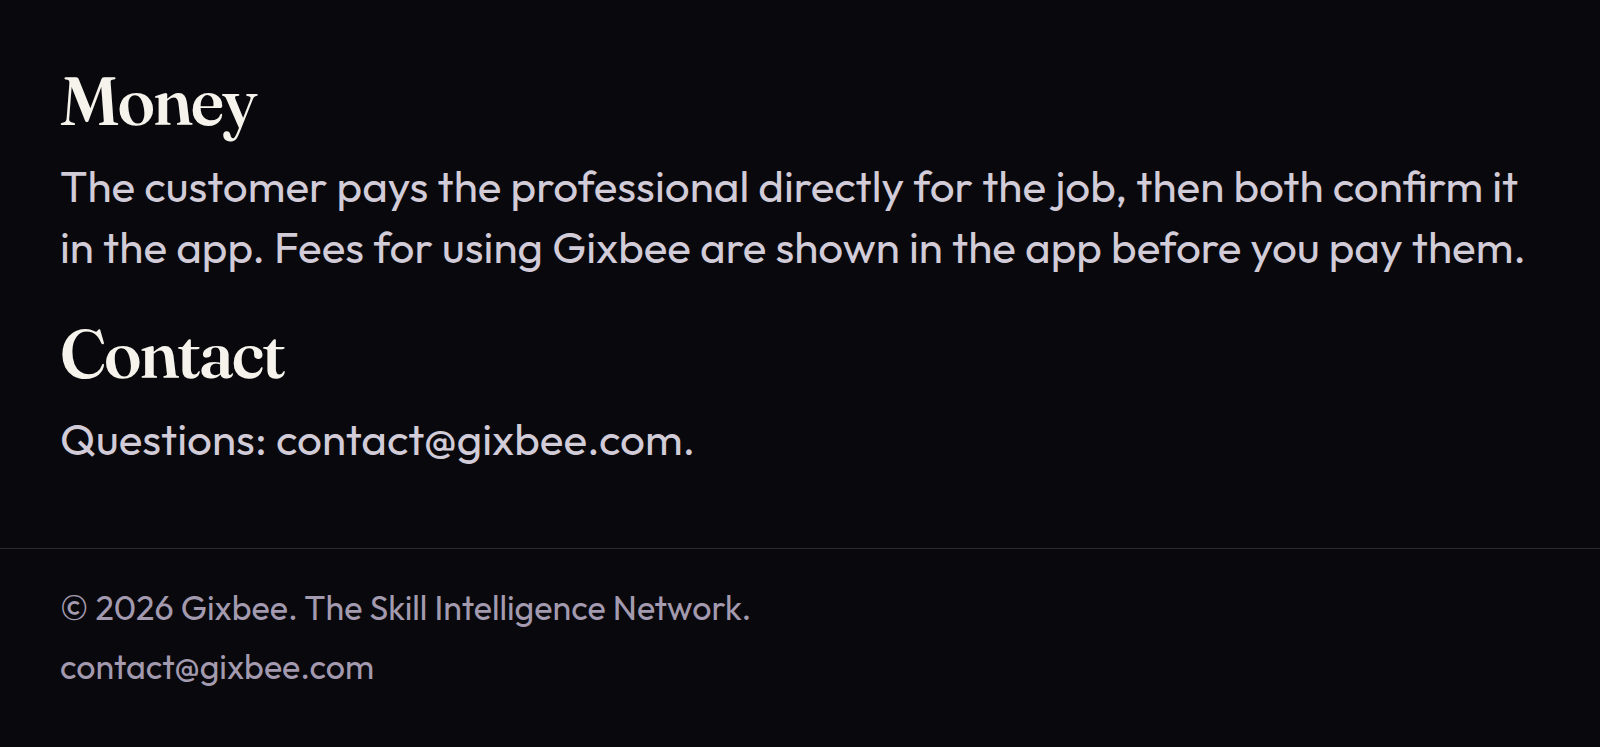 Money
The customer pays the professional directly for the job, then both confirm it
in the app. Fees for using Gixbee are shown in the app before you pay them.
Contact
Questions: contact@gixbee.com.
© 2026 Gixbee. The Skill Intelligence Network.
contact@gixbee.com